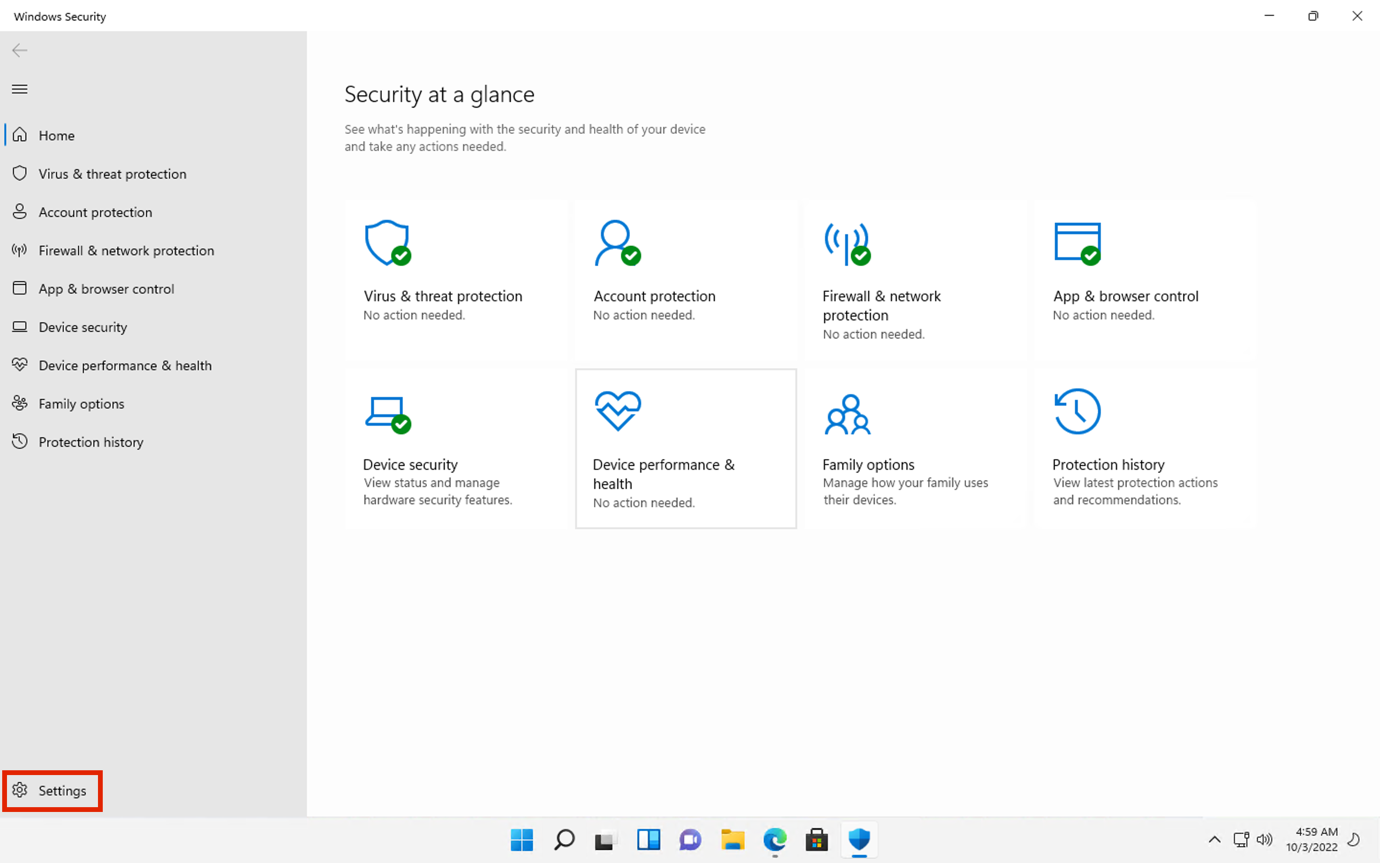 Windows Security
Home
Virus & threat protection
Account protection
Firewall & network protection
App & browser control
Device security
Device performance & health
Family options
Protection history
Settings
Security at a glance
See what's happening with the security and health of your device
and take any actions needed.
Virus & threat protection
No action needed.
Account protection
No action needed.
Firewall & network
protection
No action needed.
App & browser control
No action needed.
Device security
View status and manage
hardware security features.
Device performance &
health
No action needed.
Family options
Manage how your family uses
their devices.
Protection history
View latest protection actions
and recommendations.
4:59 AM
10/3/2022